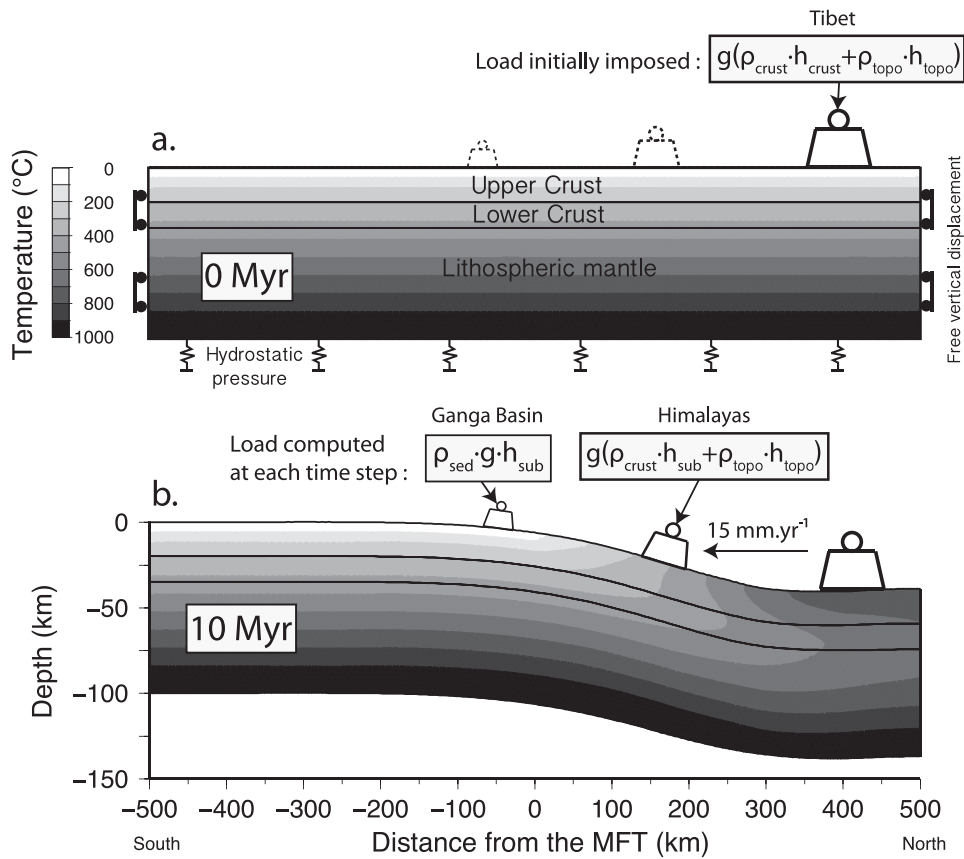 Tibet
Load initially imposed :
g(ρcrust·hcrust+ρtopo·htopo)
a.
Temperature (°C)
0
200
400
600
800
1000
Upper Crust
Lower Crust
Lithospheric mantle
0 Myr
Free vertical displacement
Hydrostatic
pressure
Ganga Basin
Himalayas
Load computed
at each time step :
ρsed·g·hsub
g(ρcrust·hsub+ρtopo·htopo)
b.
15 mm.yr-1
10 Myr
Depth (km)
0
−50
−100
−150
−500 −400 −300 −200 −100 0 100 200 300 400 500
South
Distance from the MFT (km)
North